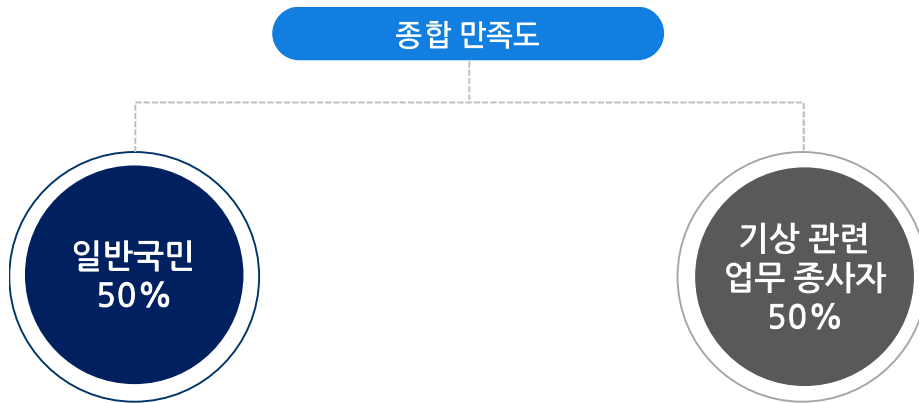 종합 만족도
일반국민
50%
기상 관련
업무 종사자
50%